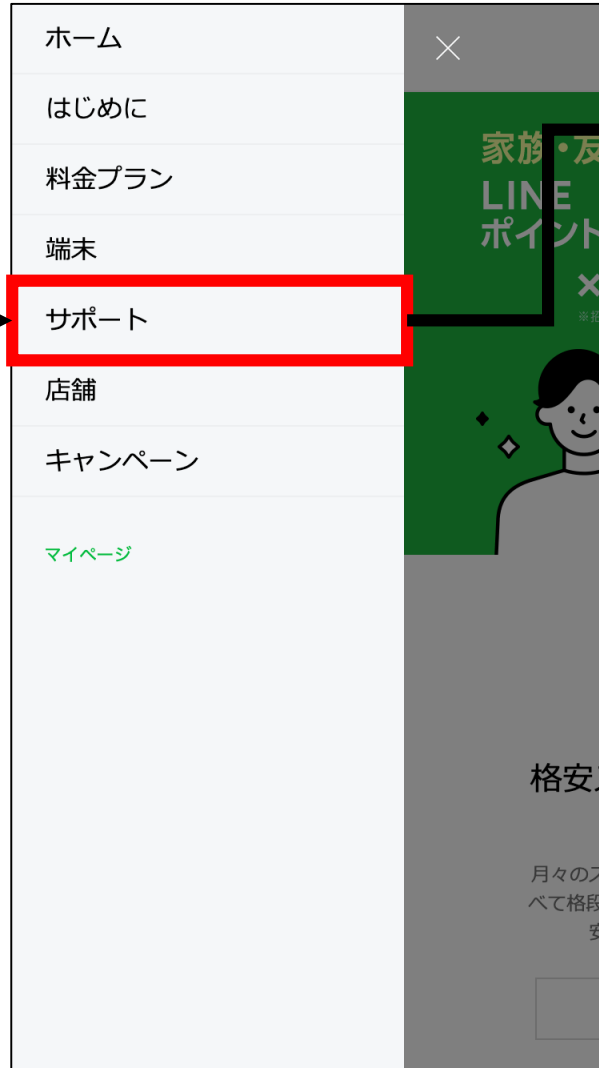 ホーム
はじめに
料金プラン
端末
サポート
店舗
キャンペーン
マイページ
家族・友
LINE
ポイント
×
※招
格安
月々のス
べて格段
安